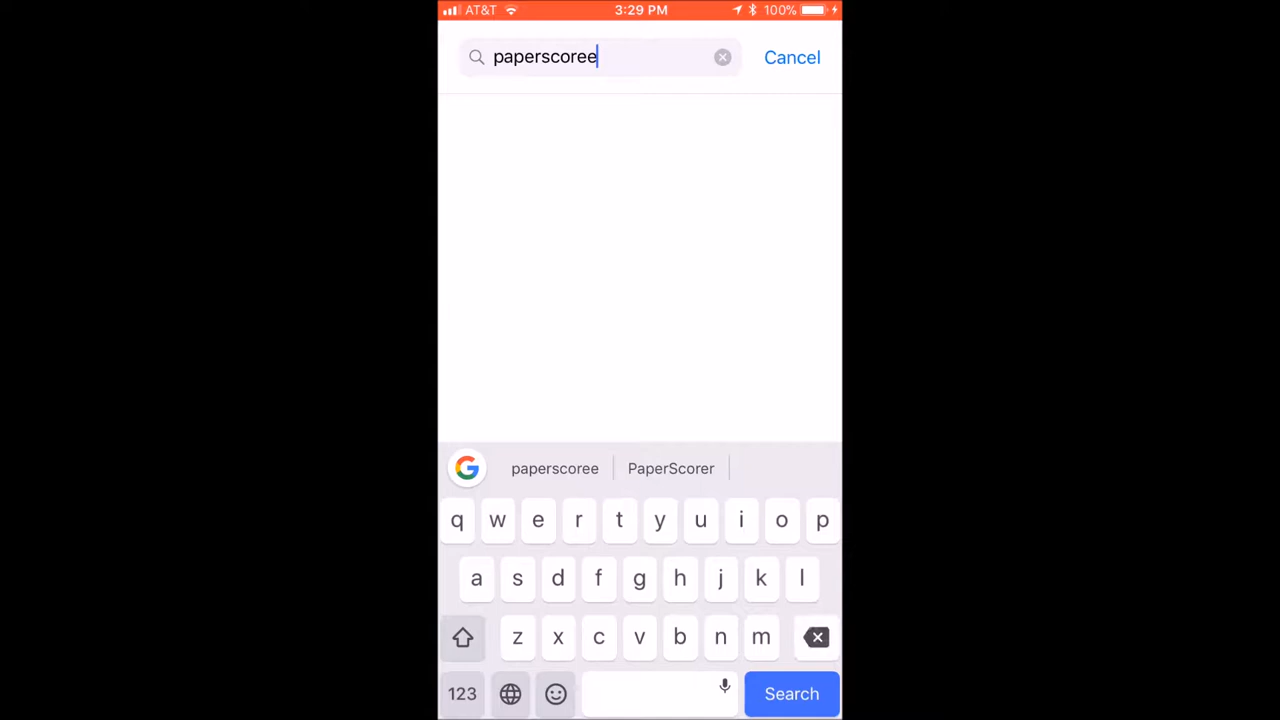 AT&T 3:29 PM 100%
paperscoree Cancel
G paperscoree PaperScorer
q w e r t y u i o p
a s d f g h j k l
z x c v b n m
123 Search